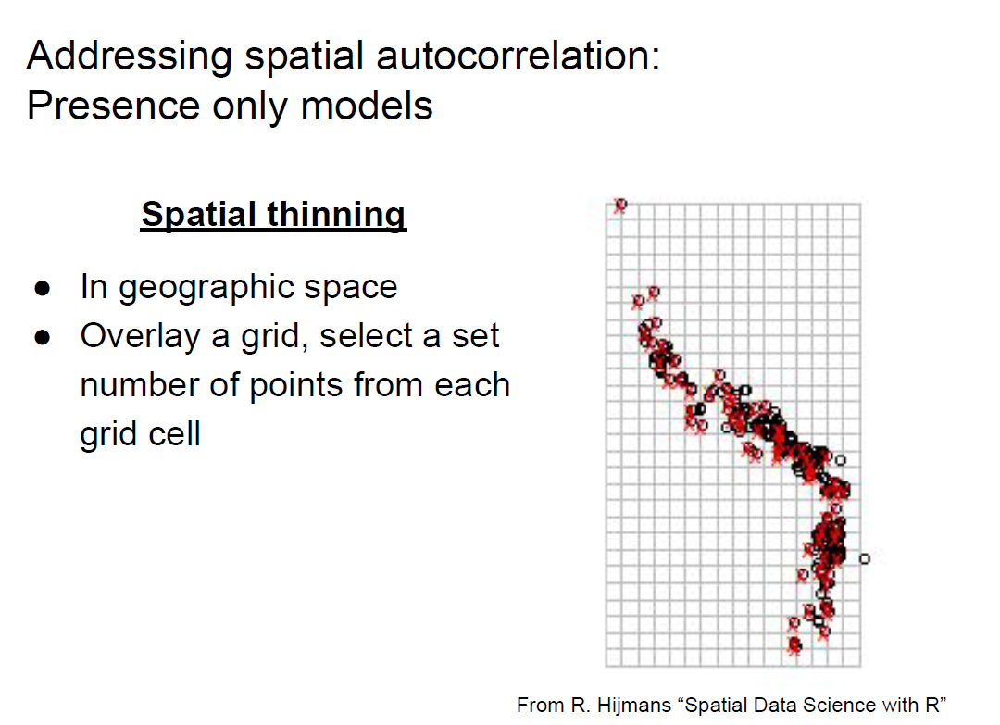 Addressing spatial autocorrelation:
Presence only models
Spatial thinning
● In geographic space
● Overlay a grid, select a set
number of points from each
grid cell
From R. Hijmans “Spatial Data Science with R”